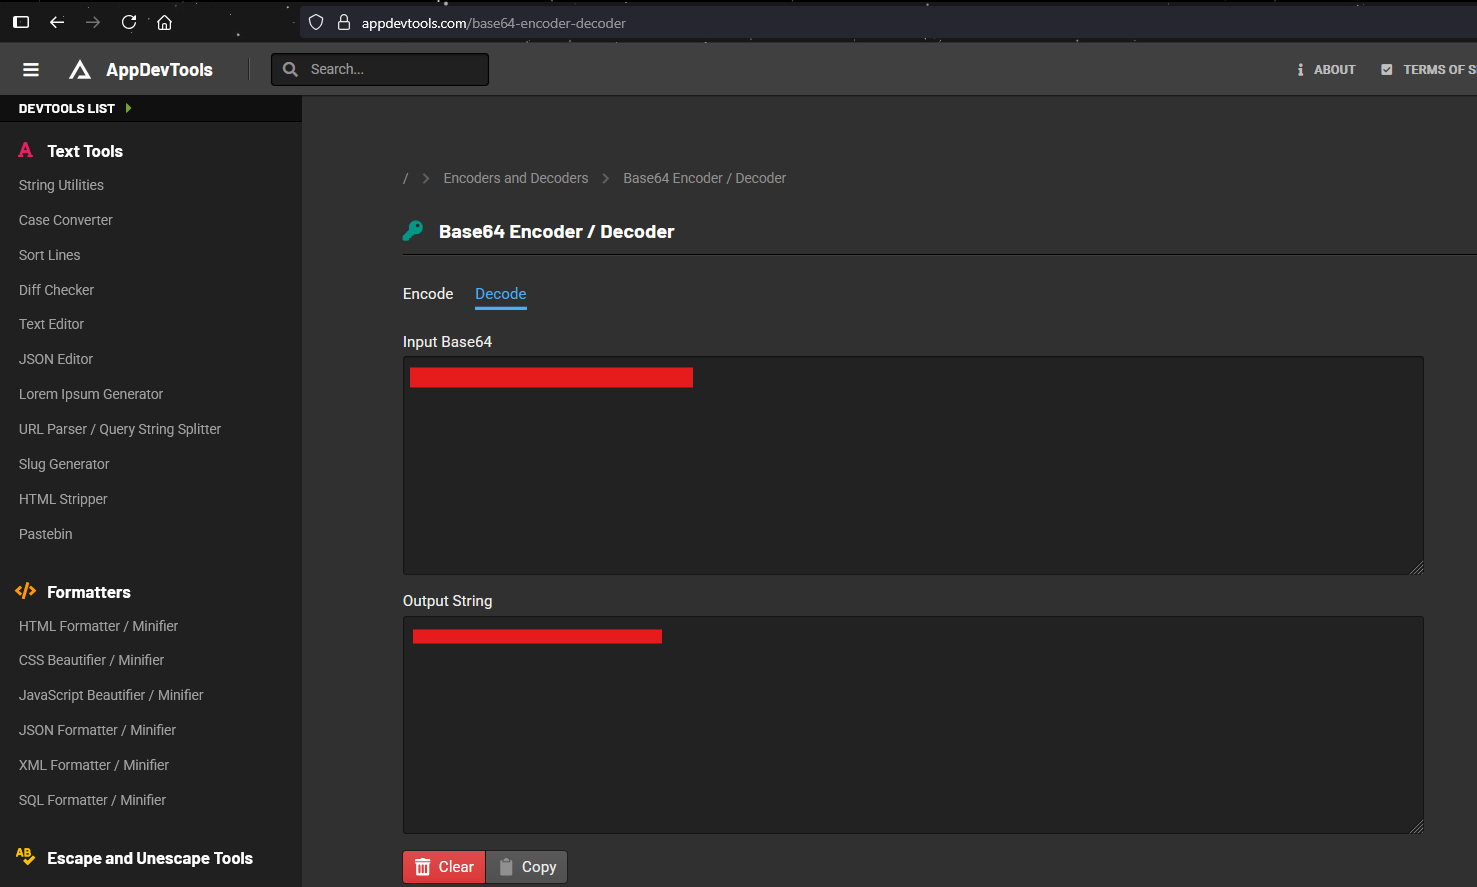 appdevtools.com/base64-encoder-decoder
AppDevTools
Search...
ABOUT
TERMS OF S
DEVTOOLS LIST
Text Tools
String Utilities
Case Converter
Sort Lines
Diff Checker
Text Editor
JSON Editor
Lorem Ipsum Generator
URL Parser / Query String Splitter
Slug Generator
HTML Stripper
Pastebin
Formatters
HTML Formatter / Minifier
CSS Beautifier / Minifier
JavaScript Beautifier / Minifier
JSON Formatter / Minifier
XML Formatter / Minifier
SQL Formatter / Minifier
Escape and Unescape Tools
/ > Encoders and Decoders > Base64 Encoder / Decoder
Base64 Encoder / Decoder
Encode Decode
Input Base64
Output String
Clear Copy